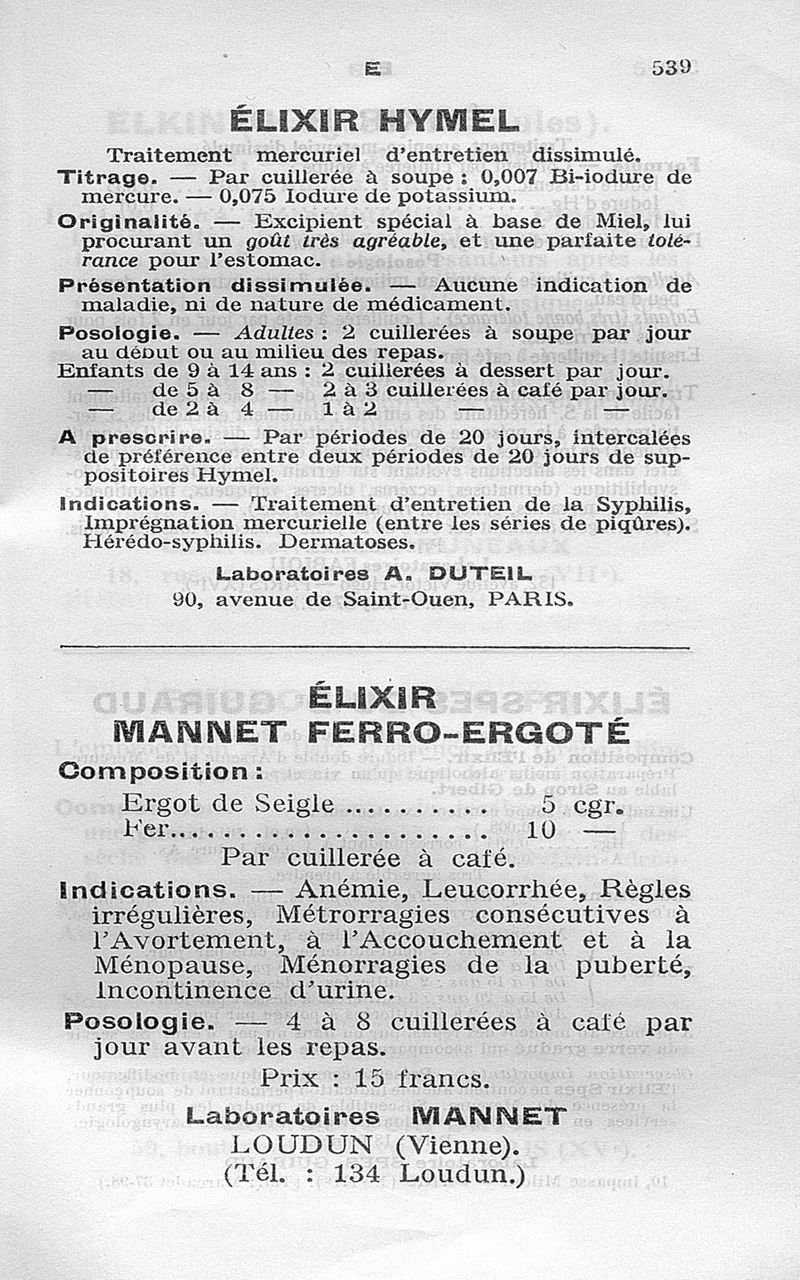 E 539
ÉLIXIR HYMEL
Traitement mercuriel d'entretien dissimulé.
Titrage. — Par cuillerée à soupe : 0,007 Bi-iodure de
mercure. — 0,075 Iodure de potassium.
Originalité. — Excipient spécial à base de Miel, lui
procurant un goût très agréable, et une parfaite tolé-
rance pour l'estomac.
Présentation dissimulée. — Aucune indication de
maladie, ni de nature de médicament.
Posologie. — Adultes : 2 cuillerées à soupe par jour
au début ou au milieu des repas.
Enfants de 9 à 14 ans : 2 cuillerées à dessert par jour.
— de 5 à 8 — 2 à 3 cuillerées à café par jour.
— de 2 à 4 — 1 à 2 — —
A prescrire. — Par périodes de 20 jours, intercalées
de préférence entre deux périodes de 20 jours de sup-
positoires Hymel.
Indications. — Traitement d'entretien de la Syphilis,
Imprégnation mercurielle (entre les séries de piqûres).
Hérédo-syphilis. Dermatoses.
Laboratoires A. DUTEIL
90, avenue de Saint-Ouen, PARIS.
ÉLIXIR
MANNET FERRO-ERGOTÉ
Composition :
Ergot de Seigle .......... 5 cgr.
Fer.................... 10 —
Par cuillerée à café.
Indications. — Anémie, Leucorrhée, Règles
irrégulières, Métrorragies consécutives à
l'Avortement, à l'Accouchement et à la
Ménopause, Ménorragies de la puberté,
Incontinence d'urine.
Posologie. — 4 à 8 cuillerées à café par
jour avant les repas.
Prix : 15 francs.
Laboratoires MANNET
LOUDUN (Vienne).
(Tél. : 134 Loudun.)